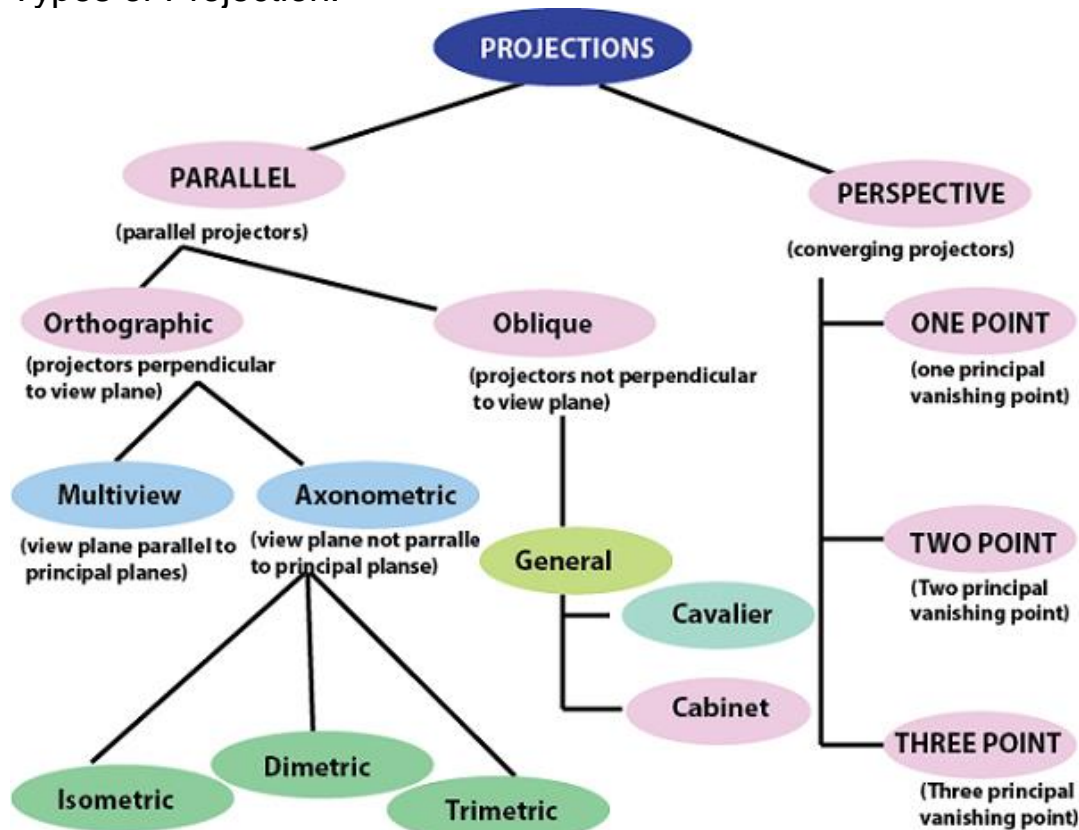 Types of Projection:
PROJECTIONS
PARALLEL
(parallel projectors)
PERSPECTIVE
(converging projectors)
Orthographic
(projectors perpendicular
to view plane)
Oblique
(projectors not perpendicular
to view plane)
ONE POINT
(one principal
vanishing point)
Multiview
(view plane parallel to
principal planes)
Axonometric
(view plane not parralle
to principal planse)
General
Cavalier
Cabinet
TWO POINT
(Two principal
vanishing point)
Isometric
Dimetric
Trimetric
THREE POINT
(Three principal
vanishing point)